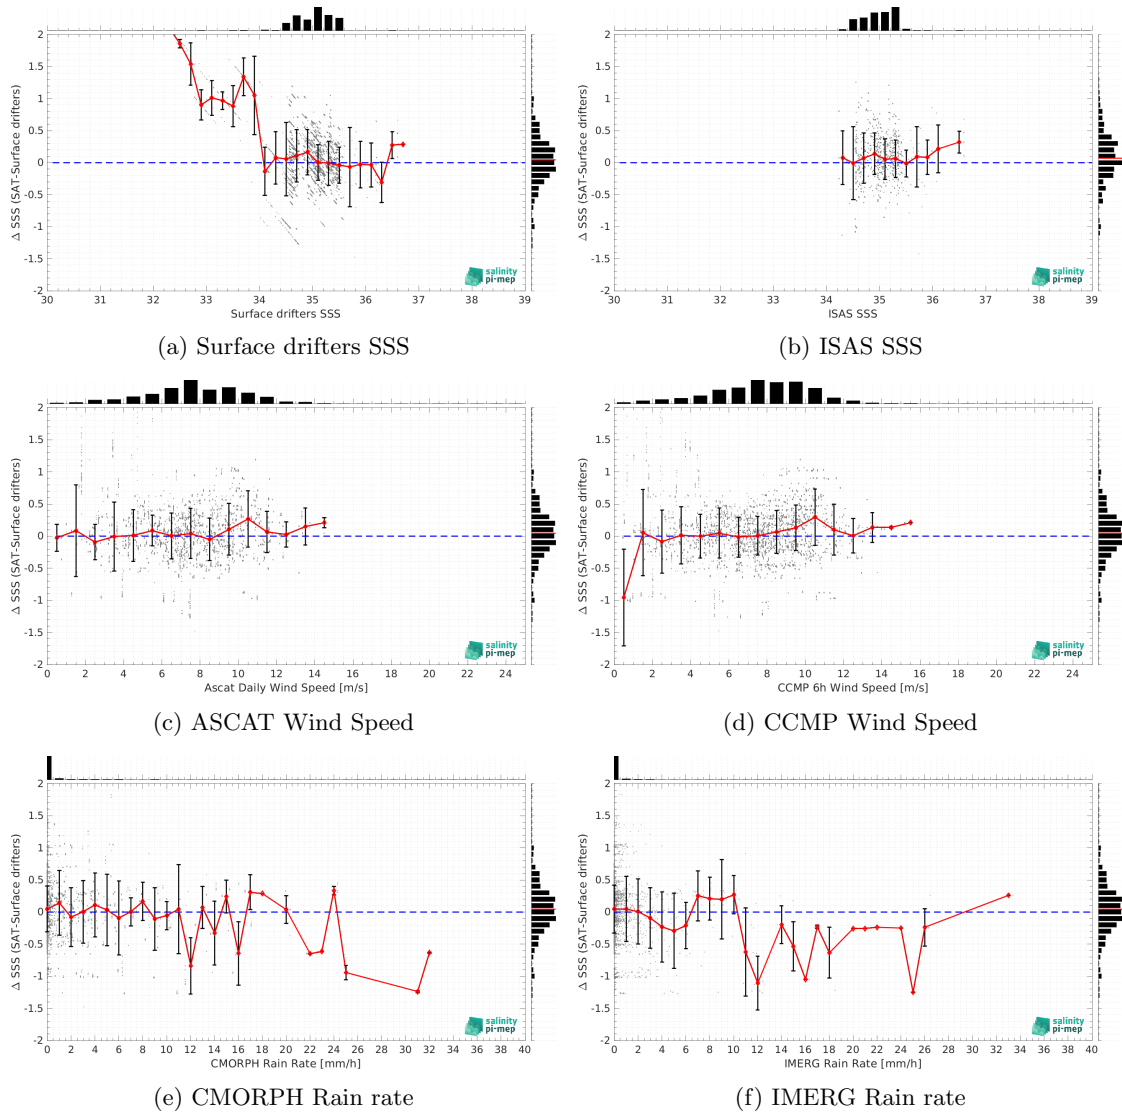 2
1.5
1
0.5
0
-0.5
-1
-1.5
-2
Δ SSS (SAT-Surface drifters)
30 31 32 33 34 35 36 37 38 39
Surface drifters SSS
salinity
pi-mep
(a) Surface drifters SSS
2
1.5
1
0.5
0
-0.5
-1
-1.5
-2
Δ SSS (SAT-Surface drifters)
30 31 32 33 34 35 36 37 38 39
ISAS SSS
salinity
pi-mep
(b) ISAS SSS
2
1.5
1
0.5
0
-0.5
-1
-1.5
-2
Δ SSS (SAT-Surface drifters)
0 2 4 6 8 10 12 14 16 18 20 22 24
Ascat Daily Wind Speed [m/s]
salinity
pi-mep
(c) ASCAT Wind Speed
2
1.5
1
0.5
0
-0.5
-1
-1.5
-2
Δ SSS (SAT-Surface drifters)
0 2 4 6 8 10 12 14 16 18 20 22 24
CCMP 6h Wind Speed [m/s]
salinity
pi-mep
(d) CCMP Wind Speed
2
1.5
1
0.5
0
-0.5
-1
-1.5
-2
Δ SSS (SAT-Surface drifters)
0 2 4 6 8 10 12 14 16 18 20 22 24 26 28 30 32 34 36 38 40
CMORPH Rain Rate [mm/h]
salinity
pi-mep
(e) CMORPH Rain rate
2
1.5
1
0.5
0
-0.5
-1
-1.5
-2
Δ SSS (SAT-Surface drifters)
0 2 4 6 8 10 12 14 16 18 20 22 24 26 28 30 32 34 36 38 40
IMERG Rain Rate [mm/h]
salinity
pi-mep
(f) IMERG Rain rate